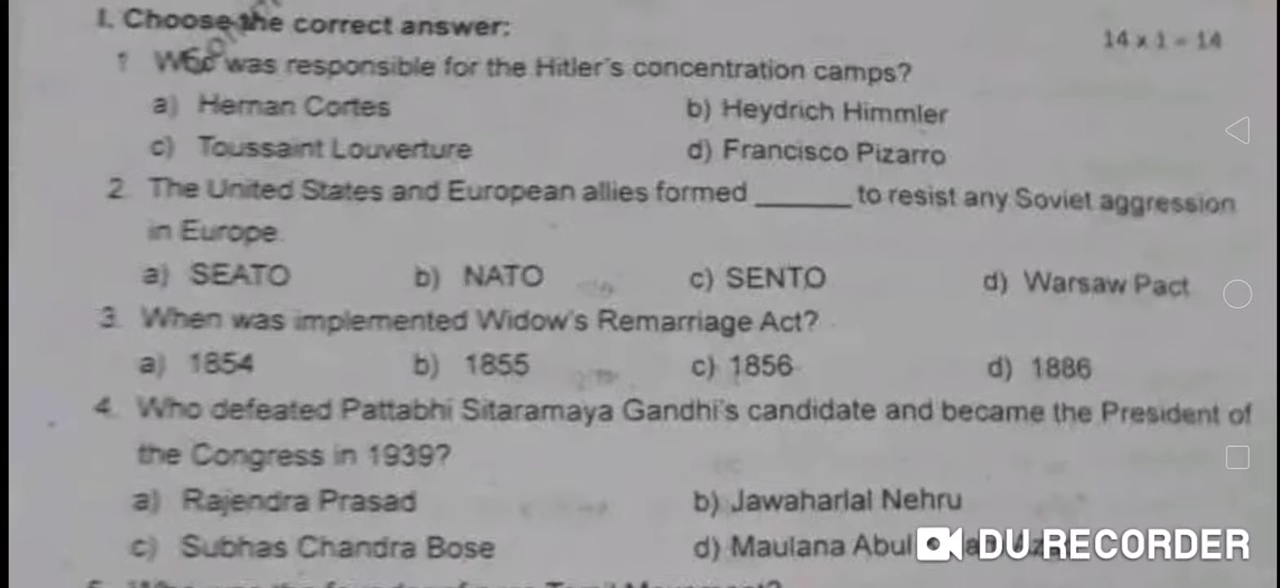 I. Choose the correct answer:
14 x 1 = 14
1 Who was responsible for the Hitler's concentration camps?
a) Hernan Cortes b) Heydrich Himmler
c) Toussaint Louverture d) Francisco Pizarro
2. The United States and European allies formed ______ to resist any Soviet aggression
in Europe.
a) SEATO b) NATO c) SENTO d) Warsaw Pact
3. When was implemented Widow's Remarriage Act?
a) 1854 b) 1855 c) 1856 d) 1886
4. Who defeated Pattabhi Sitaramaya Gandhi's candidate and became the President of
the Congress in 1939?
a) Rajendra Prasad b) Jawaharlal Nehru
c) Subhas Chandra Bose d) Maulana Abul
DU RECORDER